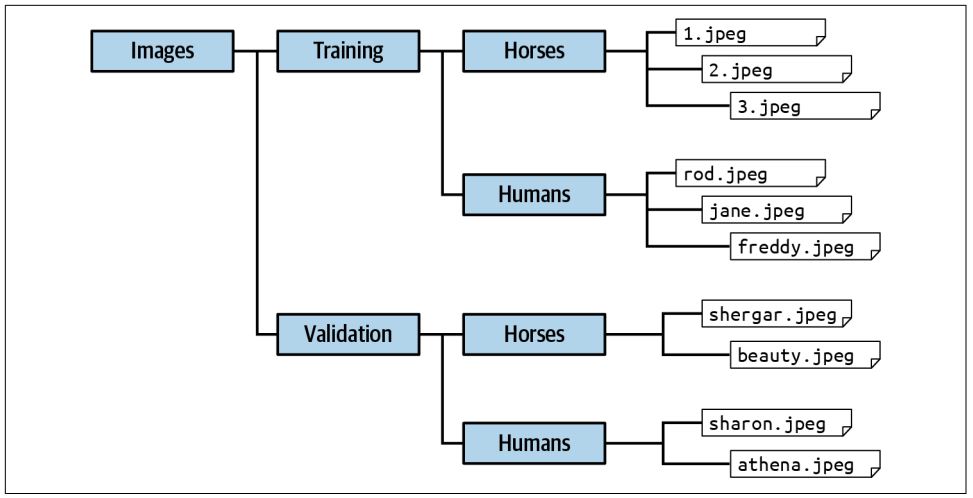 Images
Training
Horses
1.jpeg
2.jpeg
3.jpeg
Humans
rod.jpeg
jane.jpeg
freddy.jpeg
Validation
Horses
shergar.jpeg
beauty.jpeg
Humans
sharon.jpeg
athena.jpeg